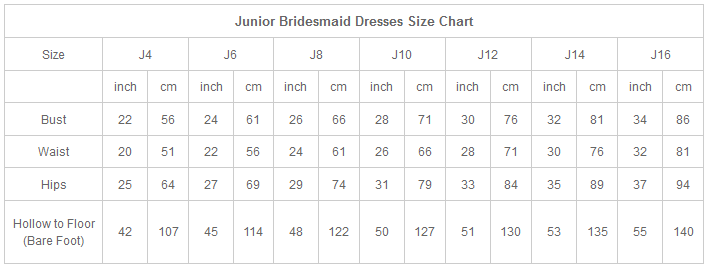 Junior Bridesmaid Dresses Size Chart
Size J4 J6 J8 J10 J12 J14 J16
inch cm inch cm inch cm inch cm inch cm inch cm inch cm
Bust 22 56 24 61 26 66 28 71 30 76 32 81 34 86
Waist 20 51 22 56 24 61 26 66 28 71 30 76 32 81
Hips 25 64 27 69 29 74 31 79 33 84 35 89 37 94
Hollow to Floor
(Bare Foot) 42 107 45 114 48 122 50 127 51 130 53 135 55 140